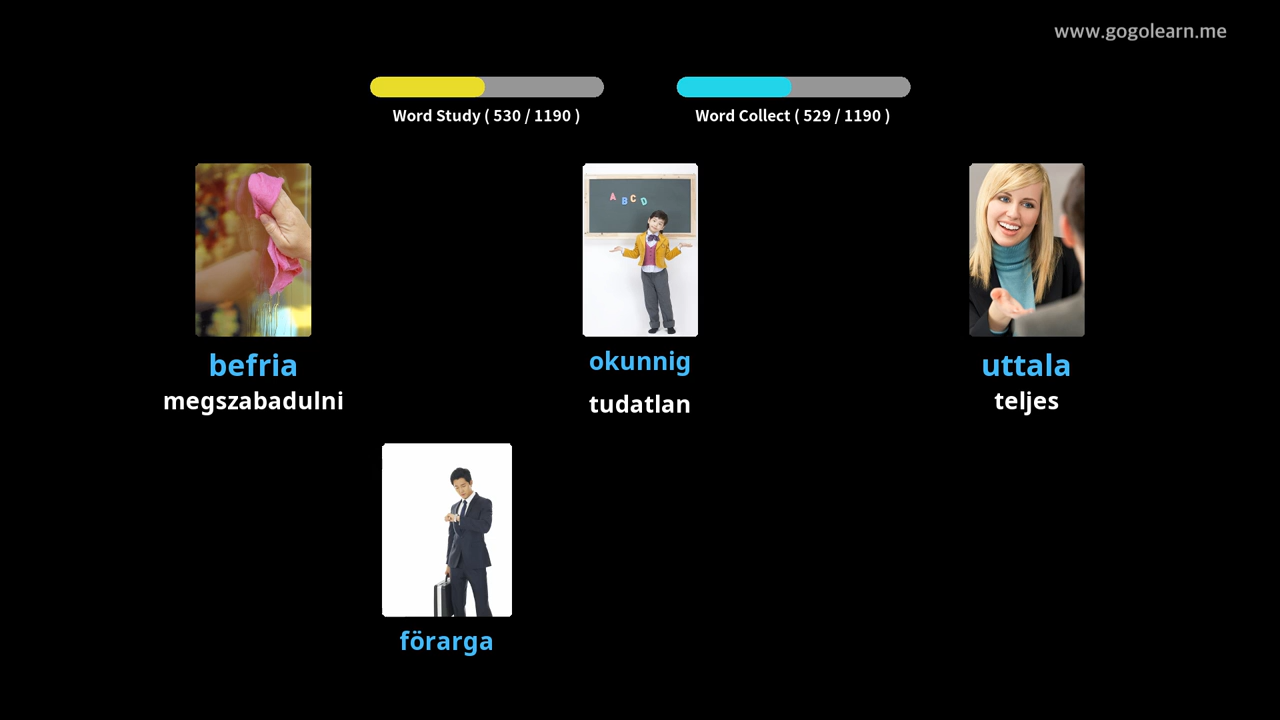 www.gogolearn.me
Word Study ( 530 / 1190 )
Word Collect ( 529 / 1190 )
A B C D
befria
megszabadulni
okunnig
tudatlan
uttala
teljes
förarga